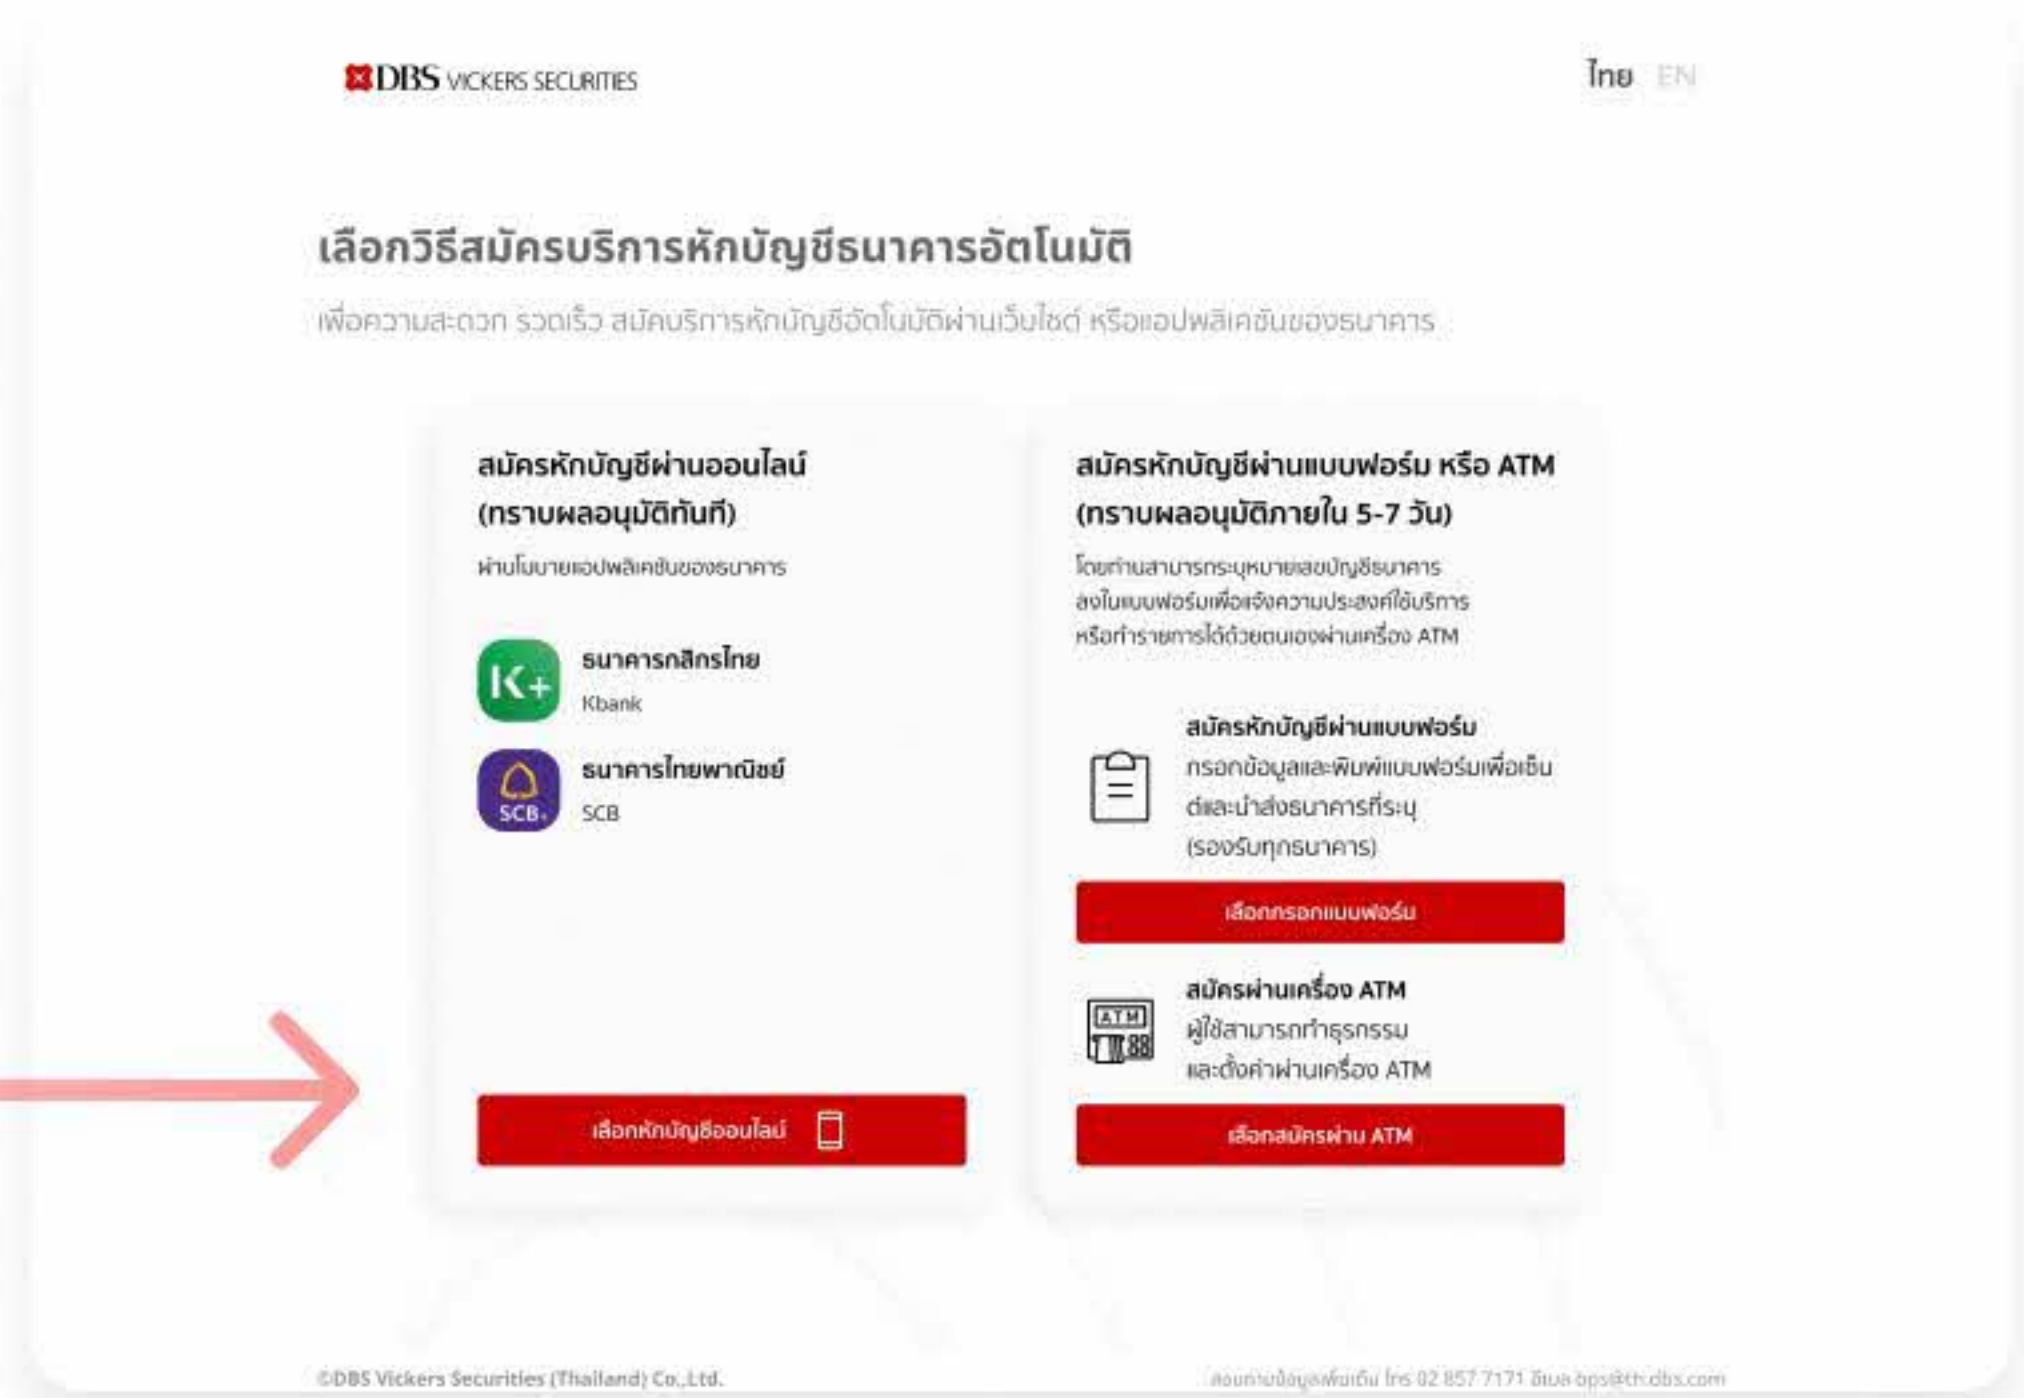 DBS VICKERS SECURITIES
ไทย EN
เลือกวิธีสมัครบริการหักบัญชีธนาคารอัตโนมัติ
เพื่อความสะดวก รวดเร็ว สมัคบริการหักบัญชีอัตโนมัติผ่านเว็บไซต์ หรือแอปพลิเคชันของธนาคาร
สมัครหักบัญชีผ่านออนไลน์
(ทราบผลอนุมัติทันที)
ผ่านโมบายแอปพลิเคชันของธนาคาร
K+
ธนาคารกสิกรไทย
Kbank
SCB
ธนาคารไทยพาณิชย์
SCB
เลือกหักบัญชีออนไลน์
สมัครหักบัญชีผ่านแบบฟอร์ม หรือ ATM
(ทราบผลอนุมัติภายใน 5-7 วัน)
โดยท่านสามารถระบุหมายเลขบัญชีธนาคาร
ลงในแบบฟอร์มเพื่อแจ้งความประสงค์ใช้บริการ
หรือทำรายการได้ด้วยตนเองผ่านเครื่อง ATM
สมัครหักบัญชีผ่านแบบฟอร์ม
กรอกข้อมูลและพิมพ์แบบฟอร์มเพื่อเซ็น
ต์และนำส่งธนาคารที่ระบุ
(รองรับทุกธนาคาร)
เลือกกรอกแบบฟอร์ม
ATM
สมัครผ่านเครื่อง ATM
ผู้ใช้สามารถทำธุรกรรม
และตั้งค่าผ่านเครื่อง ATM
เลือกสมัครผ่าน ATM
©DBS Vickers Securities (Thailand) Co.,Ltd.
สอบถามข้อมูลเพิ่มเติม โทร 02 857 7171 อีเมล bps@th.dbs.com